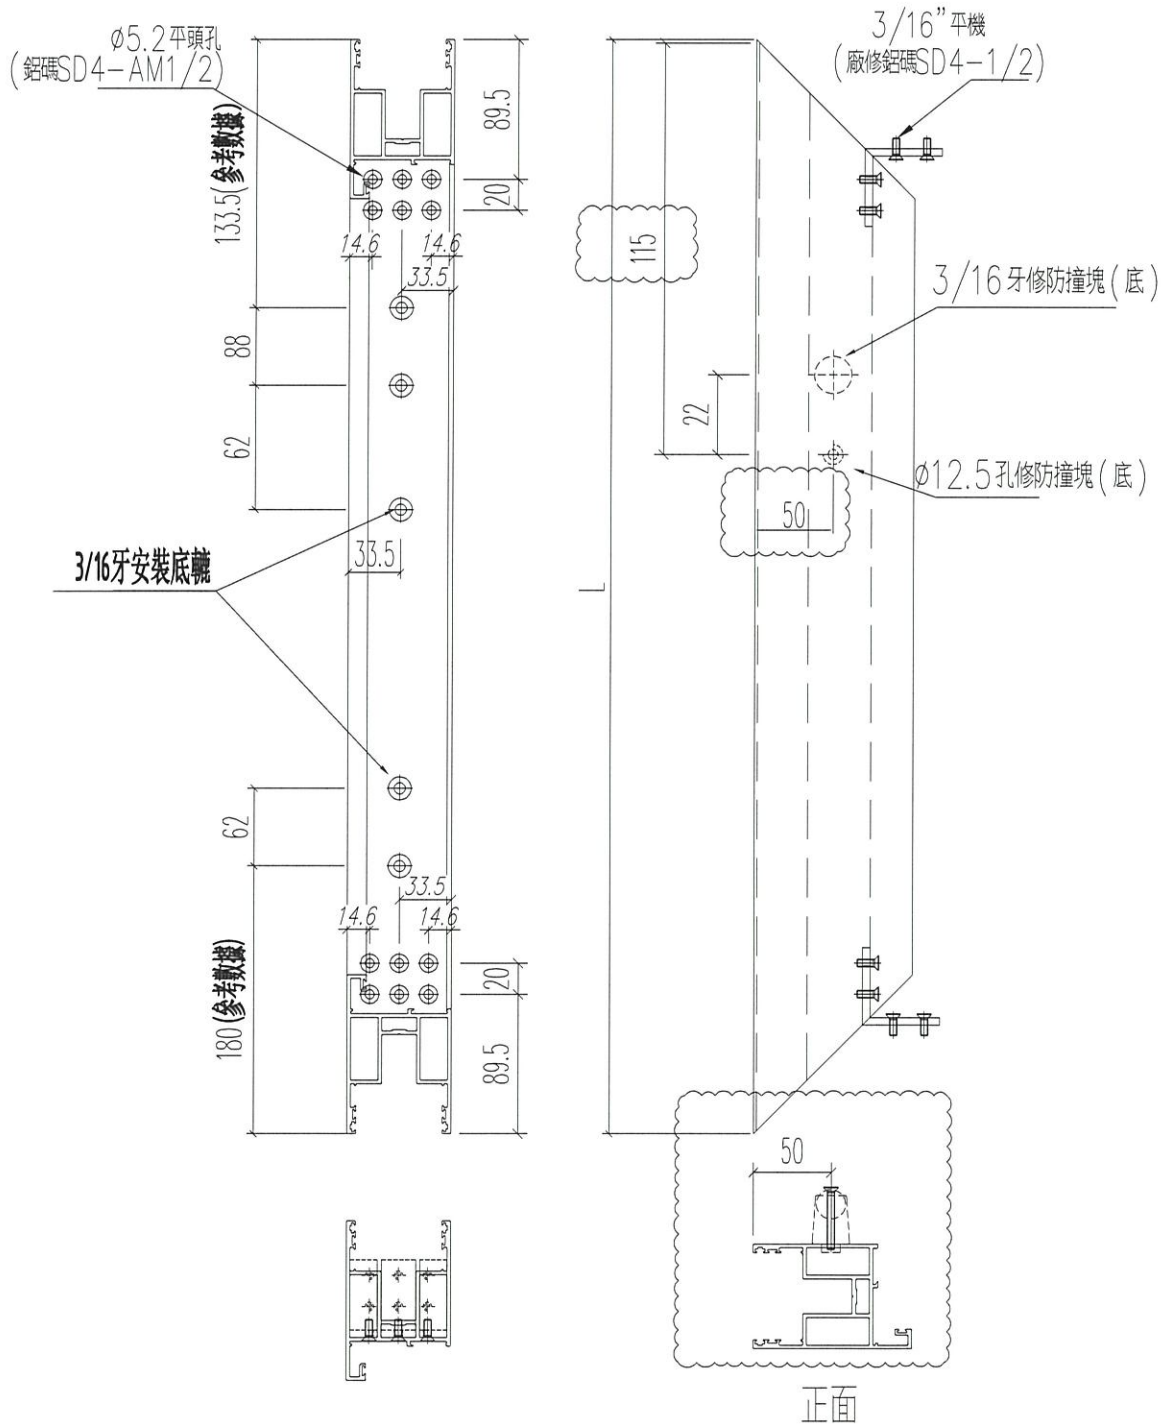 ø5.2平頭孔
(鋁碼SD4-AM1/2)
3/16"平機
(廠修鋁碼SD4-1/2)
89.5
133.5(參考數據)
20
14.6
14.6
33.5
115
3/16牙修防撞塊(底)
88
22
62
ø12.5孔修防撞塊(底)
50
33.5
3/16牙安裝底轆
L
62
33.5
14.6
14.6
180(參考數據)
20
89.5
50
正面